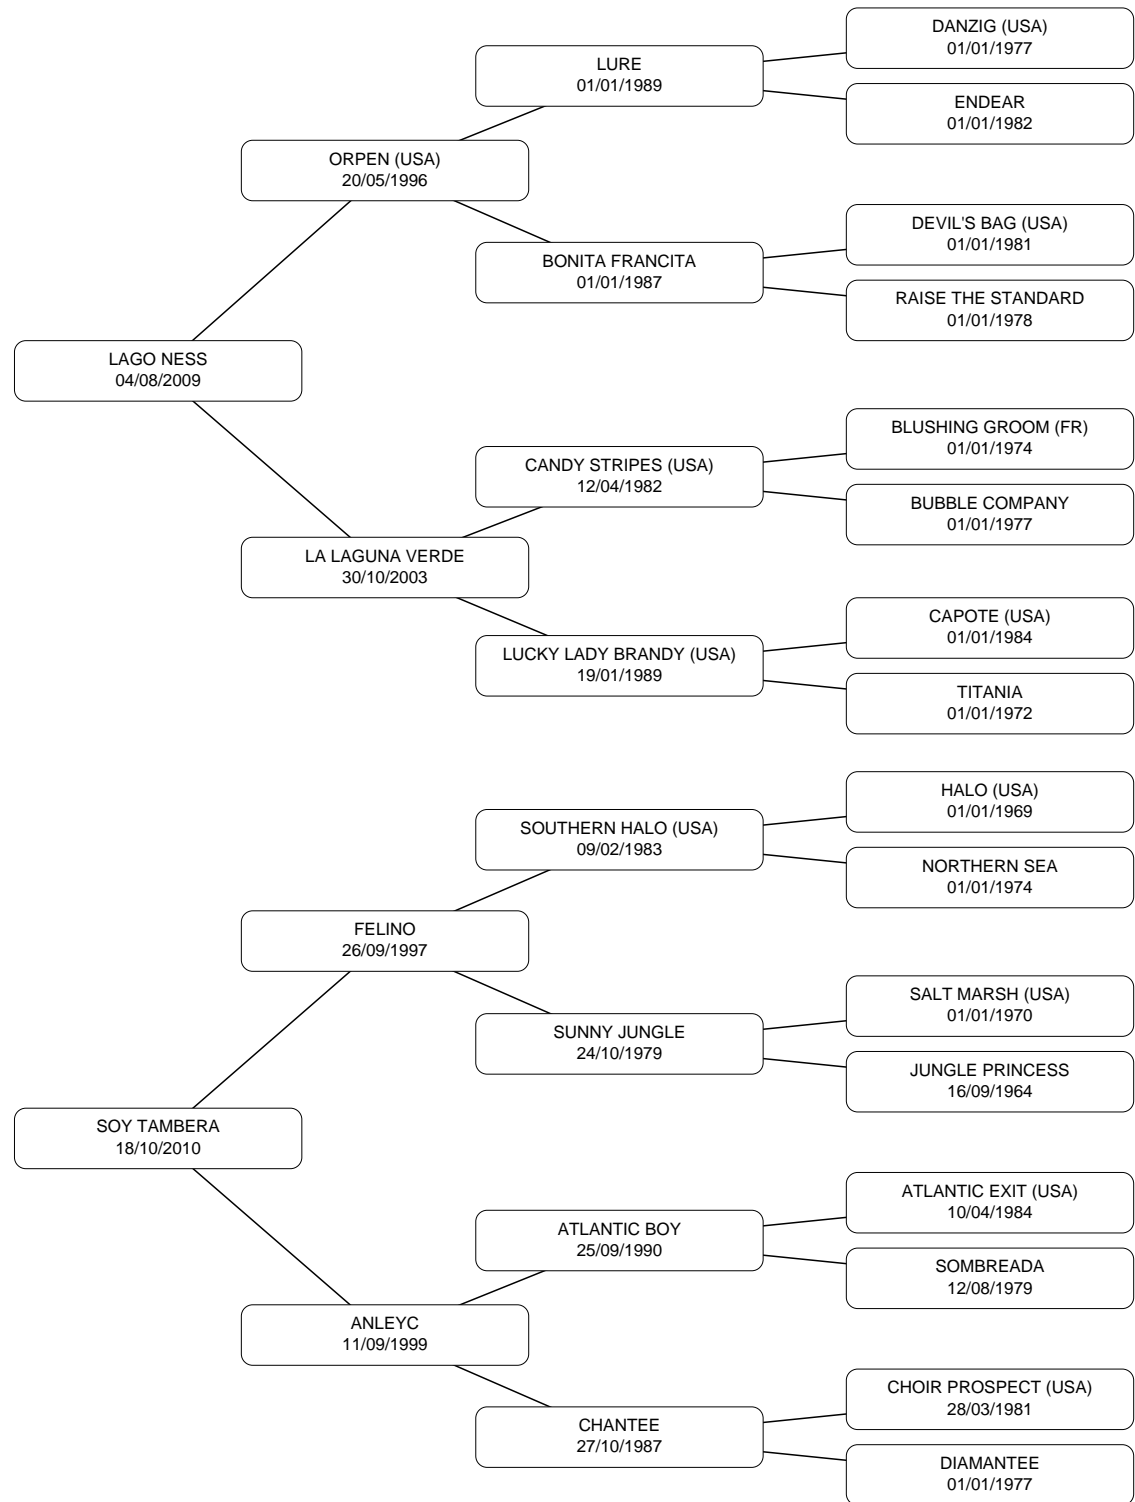 DANZIG (USA)
01/01/1977
LURE
01/01/1989
ENDEAR
01/01/1982
ORPEN (USA)
20/05/1996
DEVIL'S BAG (USA)
01/01/1981
BONITA FRANCITA
01/01/1987
RAISE THE STANDARD
01/01/1978
LAGO NESS
04/08/2009
BLUSHING GROOM (FR)
01/01/1974
CANDY STRIPES (USA)
12/04/1982
BUBBLE COMPANY
01/01/1977
LA LAGUNA VERDE
30/10/2003
CAPOTE (USA)
01/01/1984
LUCKY LADY BRANDY (USA)
19/01/1989
TITANIA
01/01/1972
HALO (USA)
01/01/1969
SOUTHERN HALO (USA)
09/02/1983
NORTHERN SEA
01/01/1974
FELINO
26/09/1997
SALT MARSH (USA)
01/01/1970
SUNNY JUNGLE
24/10/1979
JUNGLE PRINCESS
16/09/1964
SOY TAMBERA
18/10/2010
ATLANTIC EXIT (USA)
10/04/1984
ATLANTIC BOY
25/09/1990
SOMBREADA
12/08/1979
ANLEYC
11/09/1999
CHOIR PROSPECT (USA)
28/03/1981
CHANTEE
27/10/1987
DIAMANTEE
01/01/1977